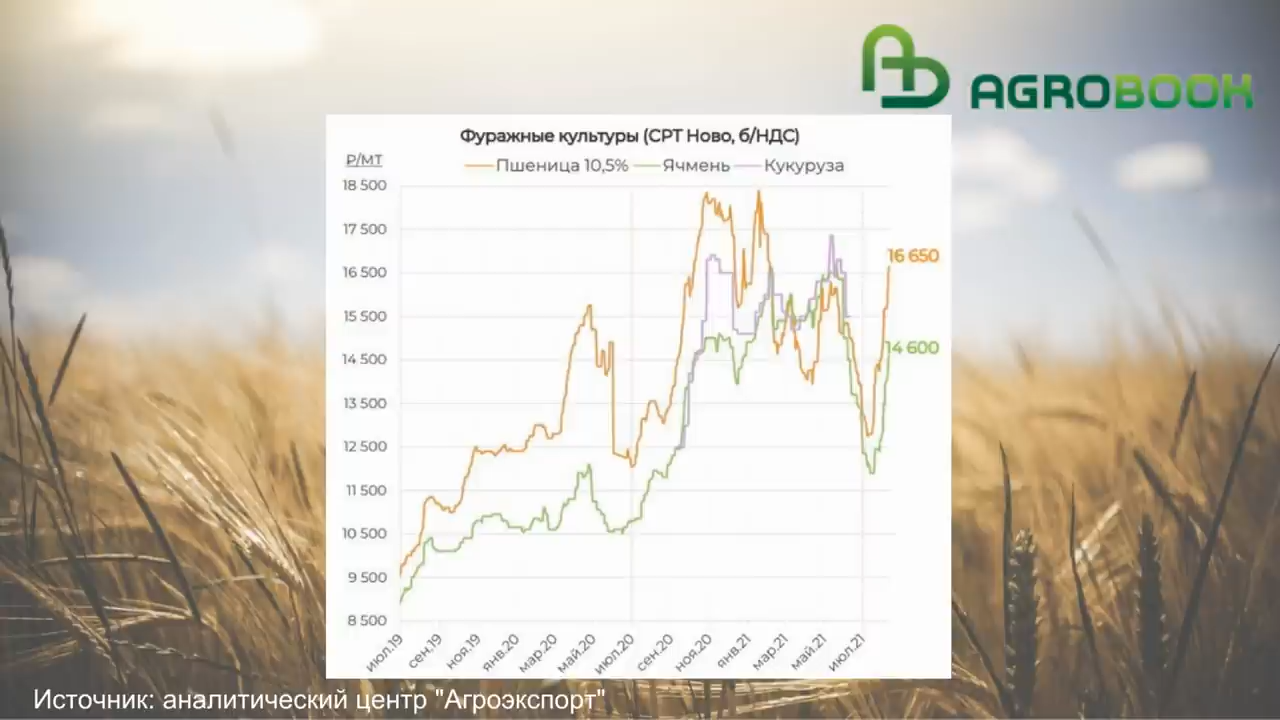 AGROBOOK
Фуражные культуры (СРТ Ново, б/НДС)
₽/МТ
Пшеница 10,5% Ячмень Кукуруза
18 500
17 500
16 500
15 500
14 500
13 500
12 500
11 500
10 500
9 500
8 500
16 650
14 600
июл.19 сен.19 ноя.19 янв.20 мар.20 май.20 июл.20 сен.20 ноя.20 янв.21 мар.21 май.21 июл.21
Источник: аналитический центр "Агроэкспорт"